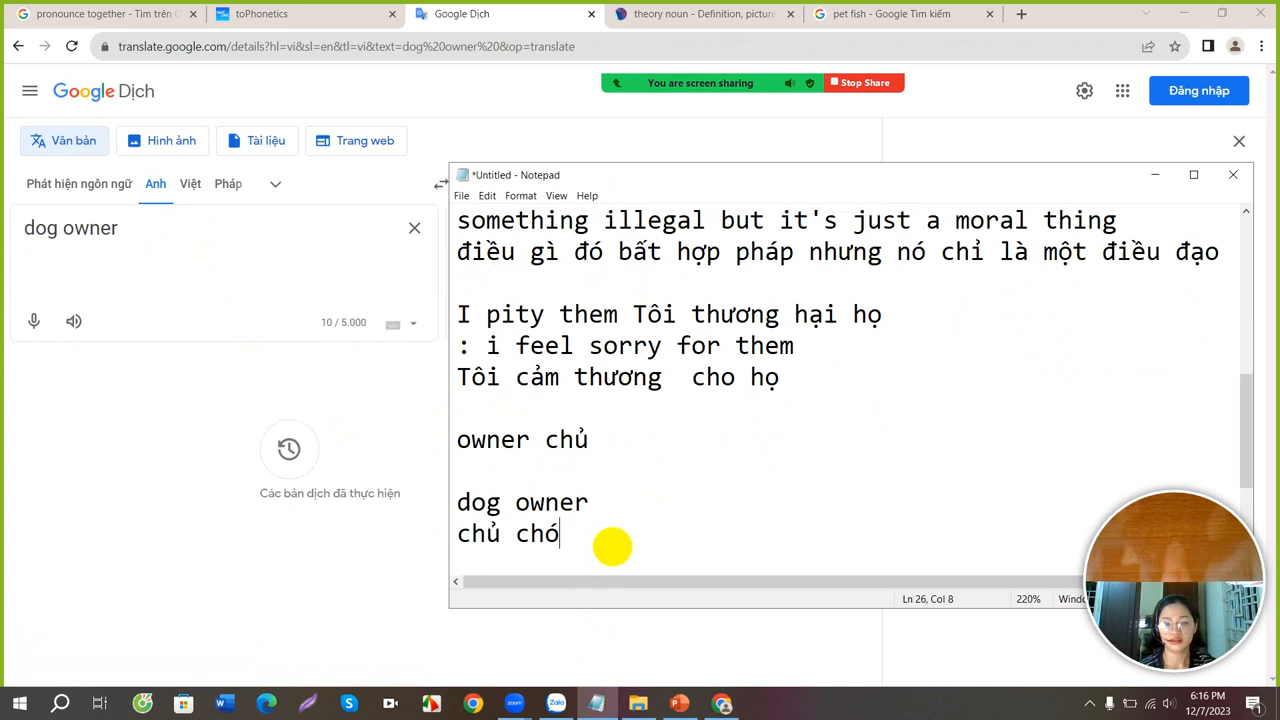 pronounce together - Tìm trên G
toPhonetics
Google Dịch
theory noun - Definition, picture
pet fish - Google Tìm kiếm
translate.google.com/details?hl=vi&sl=en&tl=vi&text=dog%20owner%20&op=translate
You are screen sharing
Stop Share
Google Dịch
Đăng nhập
Văn bản
Hình ảnh
Tài liệu
Trang web
Phát hiện ngôn ngữ
Anh
Việt
Pháp
dog owner
10 / 5.000
Các bản dịch đã thực hiện
*Untitled - Notepad
File Edit Format View Help
something illegal but it's just a moral thing
điều gì đó bất hợp pháp nhưng nó chỉ là một điều đạo
I pity them Tôi thương hại họ
: i feel sorry for them
Tôi cảm thương cho họ
owner chủ
dog owner
chủ chó
Ln 26, Col 8
220%
6:16 PM
12/7/2023